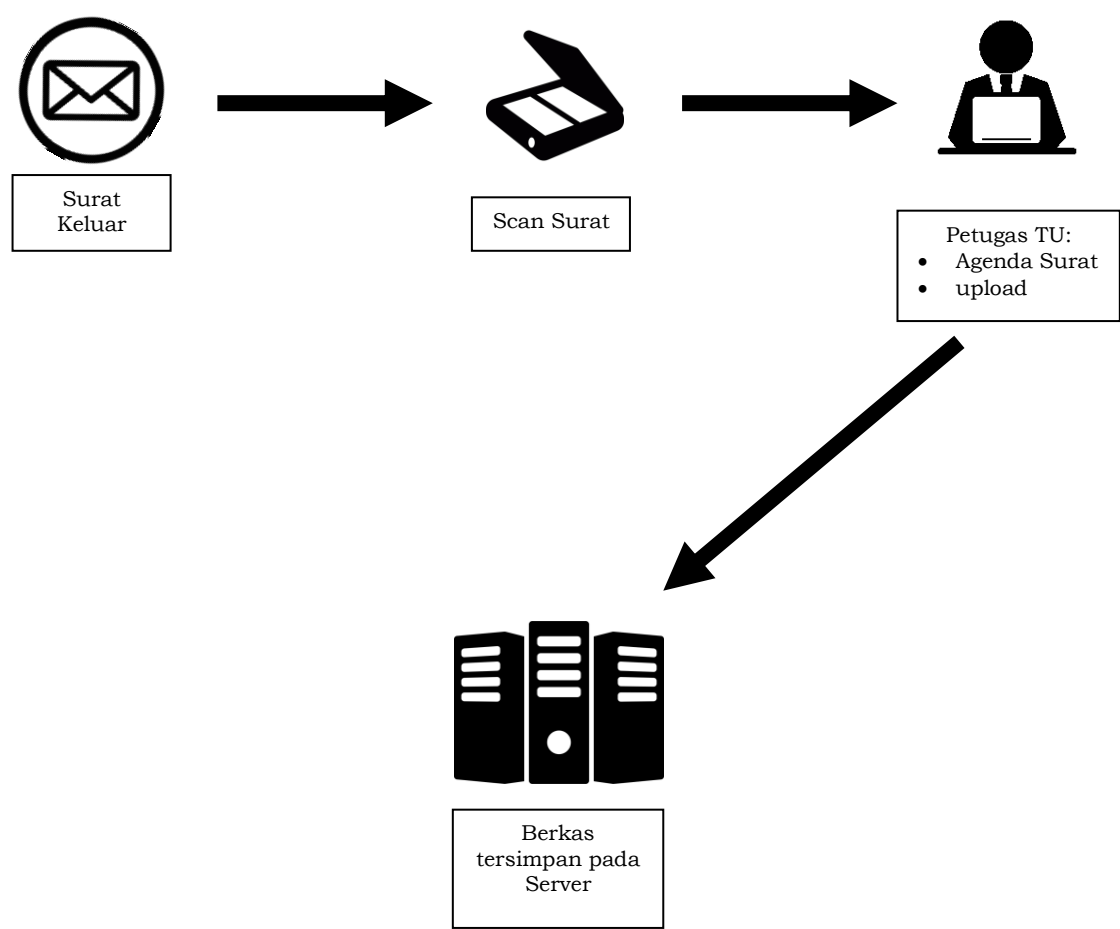 Surat
Keluar
Scan Surat
Petugas TU:
• Agenda Surat
• upload
Berkas
tersimpan pada
Server